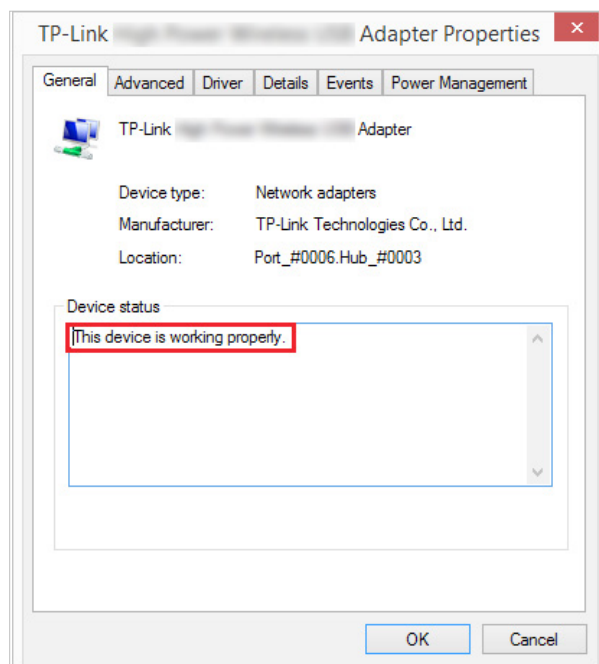 TP-Link Adapter Properties
General Advanced Driver Details Events Power Management
TP-Link Adapter
Device type: Network adapters
Manufacturer: TP-Link Technologies Co., Ltd.
Location: Port_#0006.Hub_#0003
Device status
This device is working properly.
OK Cancel